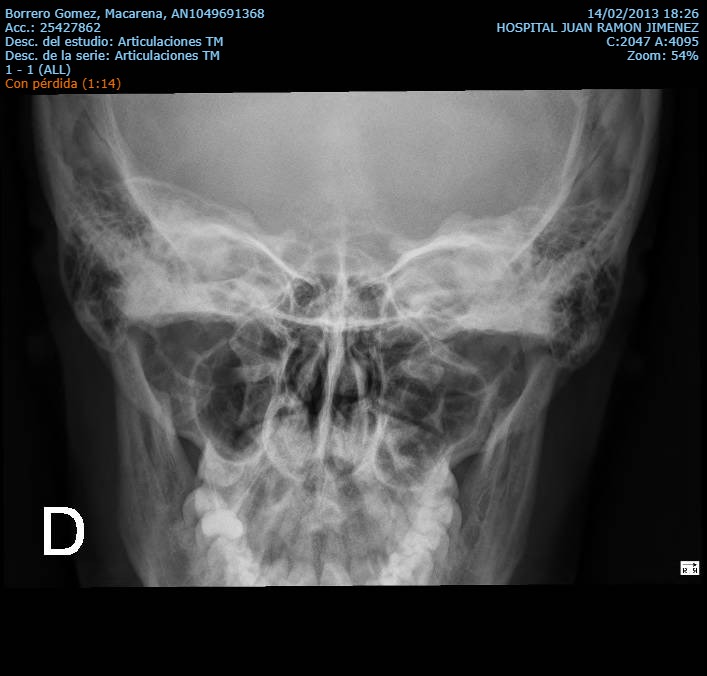 Borrero Gomez, Macarena, AN1049691368
Acc.: 25427862
Desc. del estudio: Articulaciones TM
Desc. de la serie: Articulaciones TM
1 - 1 (ALL)
Con pérdida (1:14)
14/02/2013 18:26
HOSPITAL JUAN RAMON JIMENEZ
C:2047 A:4095
Zoom: 54%
D